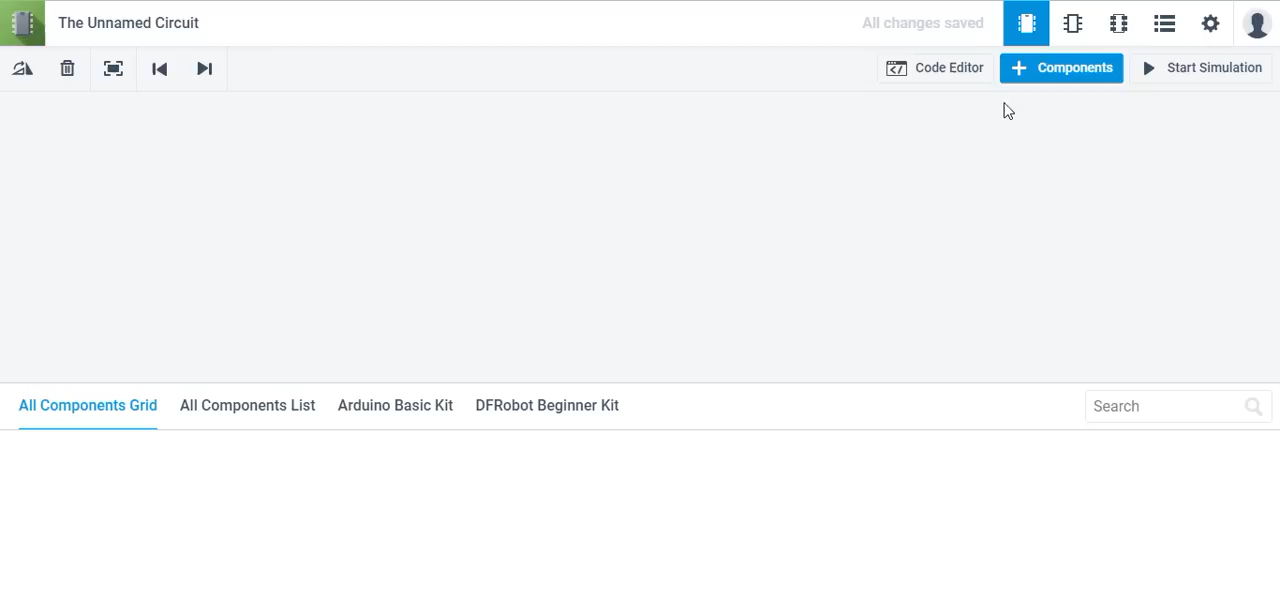 The Unnamed Circuit
All changes saved
Code Editor
Components
Start Simulation
All Components Grid
All Components List
Arduino Basic Kit
DFRobot Beginner Kit
Search